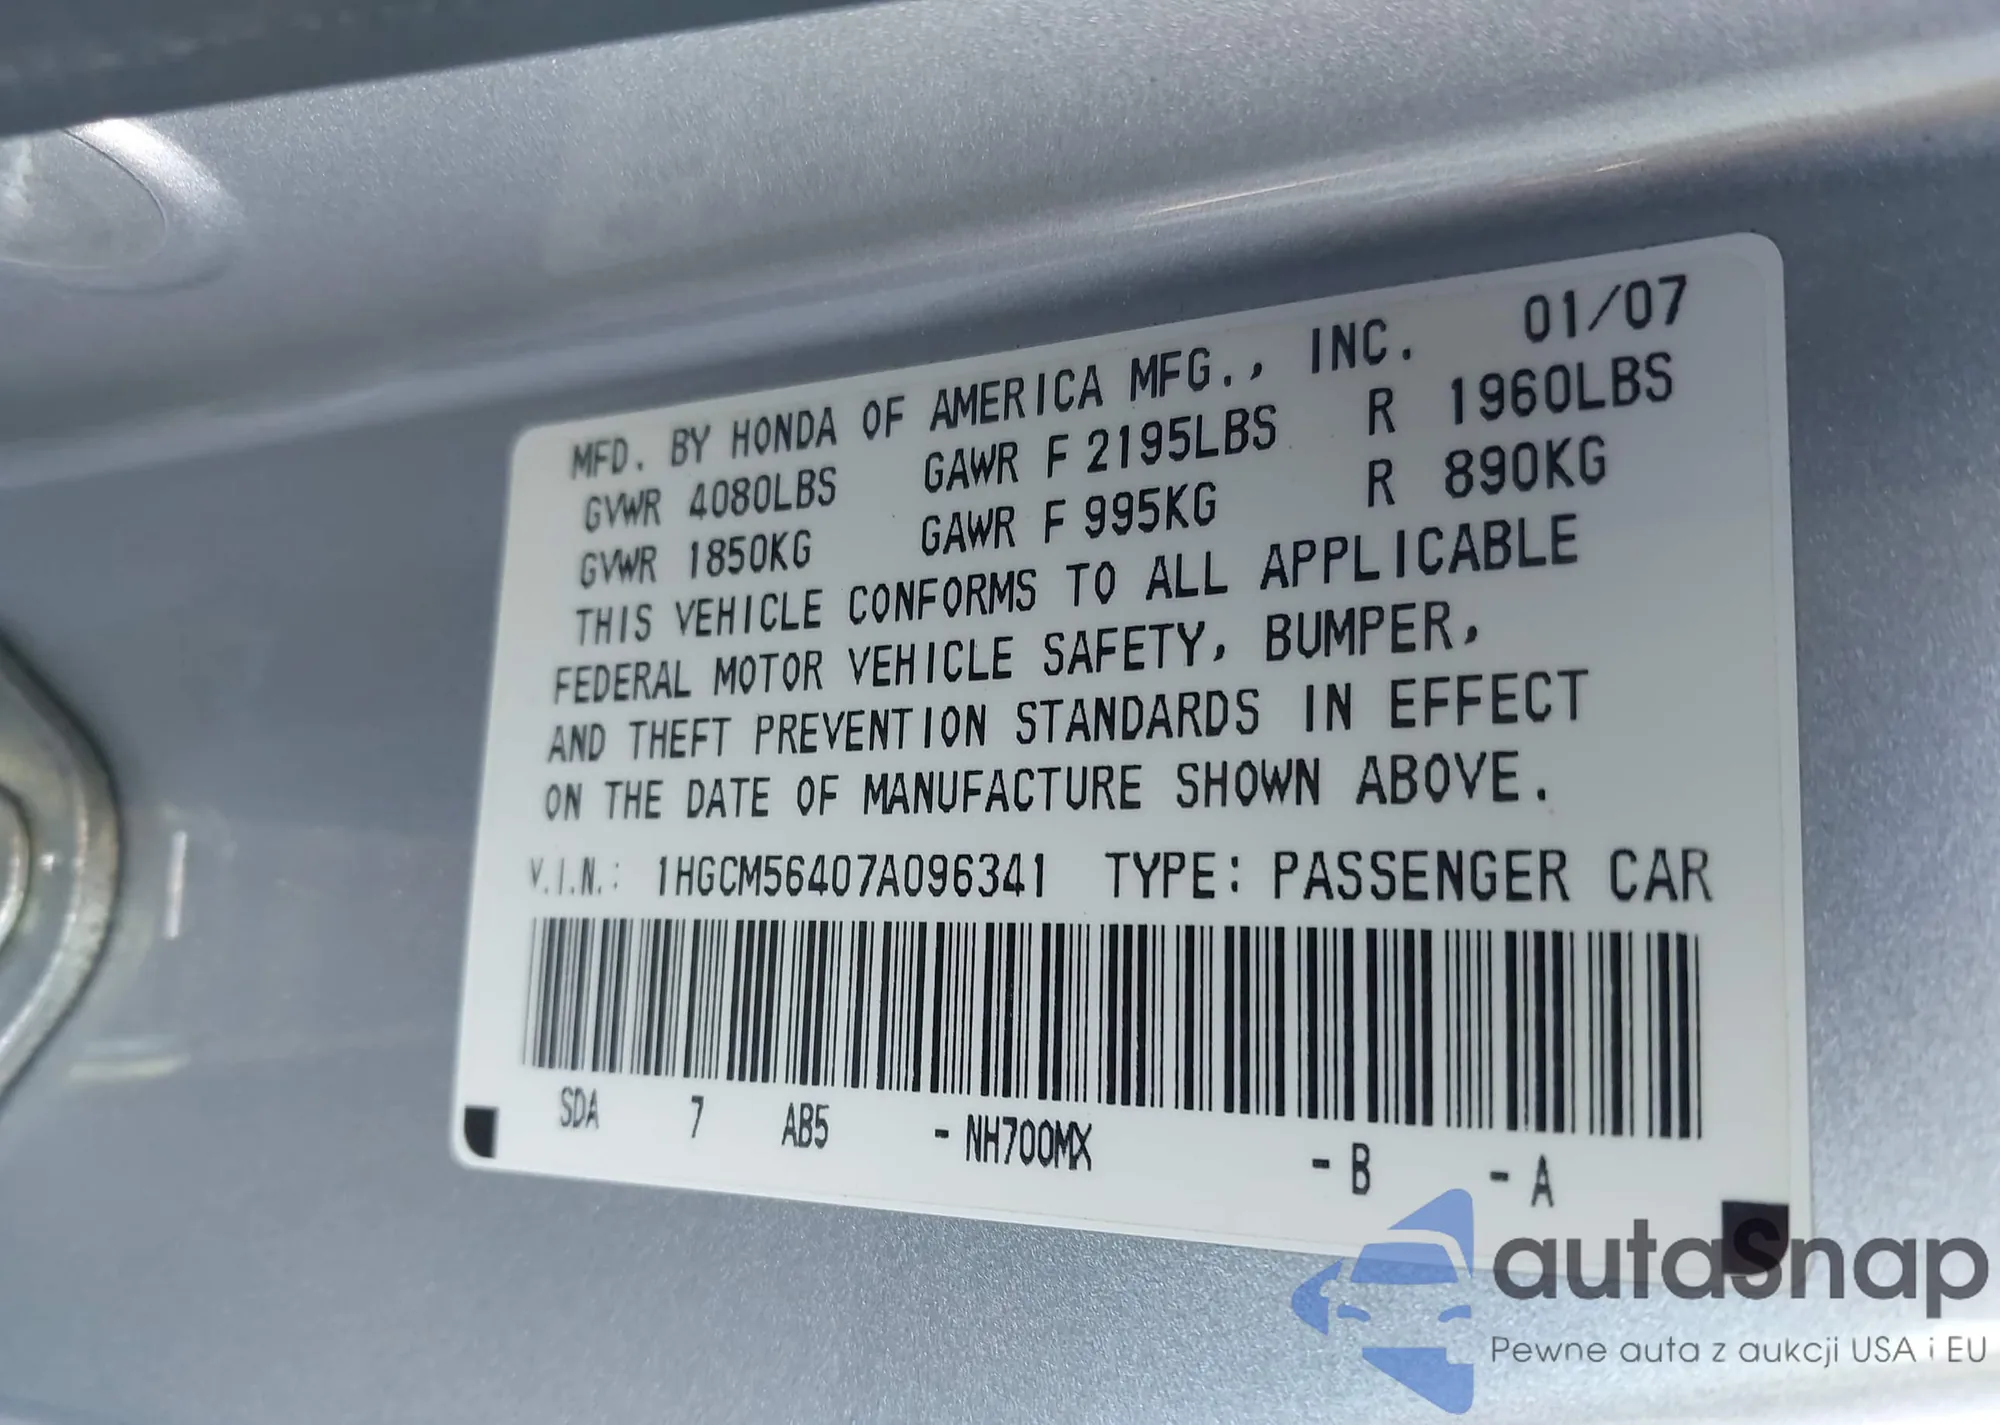 MFD. BY HONDA OF AMERICA MFG., INC. 01/07
GVWR 4080LBS GAWR F 2195LBS R 1960LBS
GVWR 1850KG GAWR F 995KG R 890KG
THIS VEHICLE CONFORMS TO ALL APPLICABLE
FEDERAL MOTOR VEHICLE SAFETY, BUMPER,
AND THEFT PREVENTION STANDARDS IN EFFECT
ON THE DATE OF MANUFACTURE SHOWN ABOVE.
V.I.N.: 1HGCM56407A096341 TYPE: PASSENGER CAR
SDA 7 AB5 - NH700MX - B - A
autaSnap
Pewne auta z aukcji USA i EU